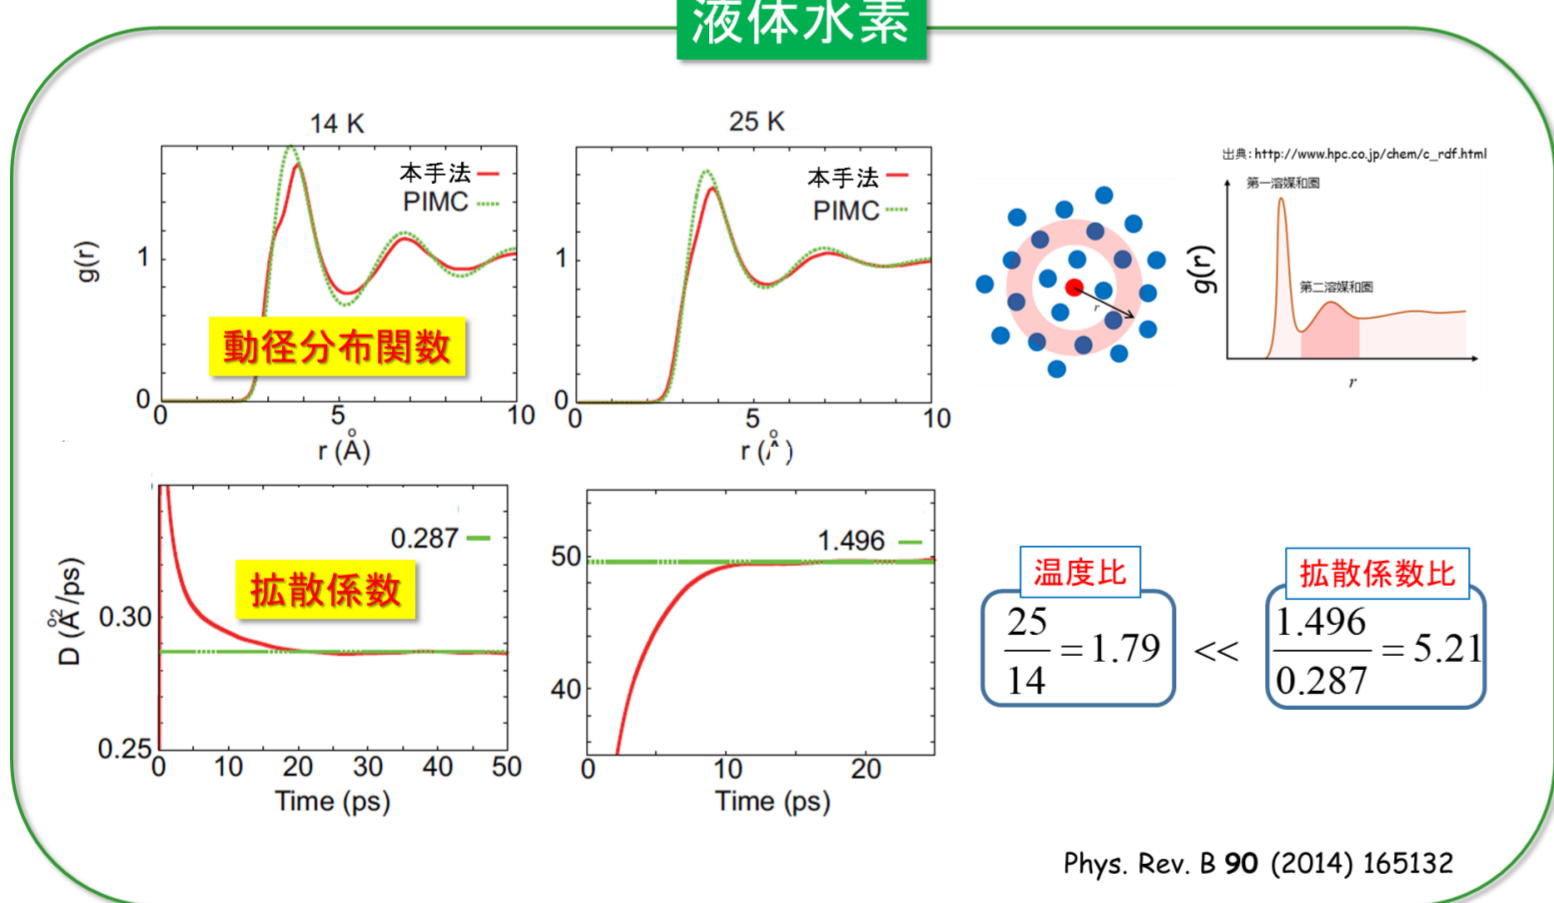 液体水素
14 K
本手法
PIMC
g(r)
1
0
動径分布関数
0
5
10
r (Å)
25 K
本手法
PIMC
1
0
0
5
10
r (
)
出典: http://www.hpc.co.jp/chem/c_rdf.html
第一溶媒和圏
g(r)
第二溶媒和圏
r
r
0.287
拡散係数
D (Å²/ps)
0.30
0.25
0
10
20
30
40
50
Time (ps)
1.496
50
40
0
10
20
Time (ps)
温度比
25
14
= 1.79
<<
拡散係数比
1.496
0.287
= 5.21
Phys. Rev. B 90 (2014) 165132